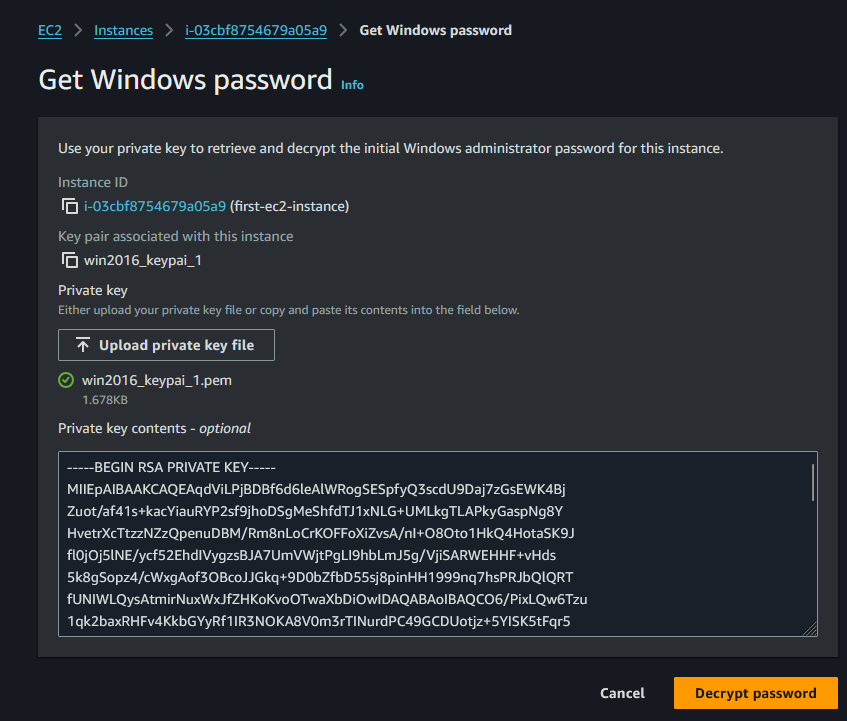 EC2 > Instances > i-03cbf8754679a05a9 > Get Windows password
Get Windows password Info
Use your private key to retrieve and decrypt the initial Windows administrator password for this instance.
Instance ID
i-03cbf8754679a05a9 (first-ec2-instance)
Key pair associated with this instance
win2016_keypai_1
Private key
Either upload your private key file or copy and paste its contents into the field below.
Upload private key file
win2016_keypai_1.pem
1.678KB
Private key contents - optional
-----BEGIN RSA PRIVATE KEY-----
MIIEpAIBAAKCAQEAqdViLPjBDBf6d6leAlWRogSESpfyQ3scdU9Daj7zGsEWK4Bj
Zuot/af41s+kacYiauRYP2sf9jhoDSgMeShfdTJ1xNLG+UMLkgTLAPkyGaspNg8Y
HvetrXcTtzzNZzQpenuDBM/Rm8nLoCrKOFFoXiZvsA/nI+O8Oto1HkQ4HotaSK9J
fl0jOj5lNE/ycf52EhdIVygzsBJA7UmVWjtPgLI9hbLmJ5g/VjiSARWEHHF+vHds
5k8gSopz4/cWxgAof3OBcoJJGkq+9D0bZfbD55sj8pinHH1999nq7hsPRJbQlQRT
fUNIWLQysAtmirNuxWxJfZHKoKvoOTwaXbDiOwIDAQABAoIBAQCO6/PixLQw6Tzu
1qk2baxRHFv4KkbGYyRf1IR3NOKA8V0m3rTINurdPC49GCDUotjz+5YISK5tFqr5
Cancel
Decrypt password